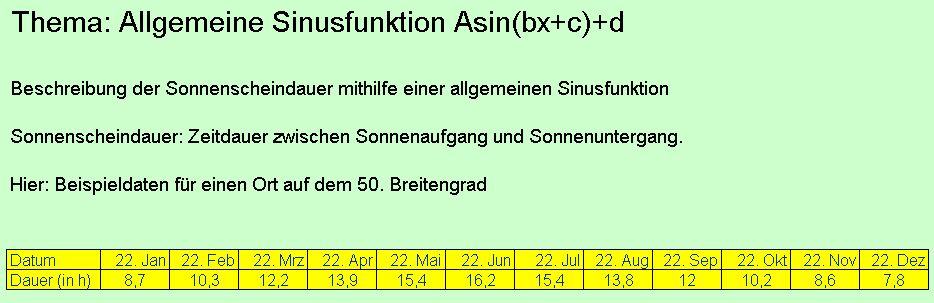 Thema: Allgemeine Sinusfunktion Asin(bx+c)+d
Beschreibung der Sonnenscheindauer mithilfe einer allgemeinen Sinusfunktion
Sonnenscheindauer: Zeitdauer zwischen Sonnenaufgang und Sonnenuntergang.
Hier: Beispieldaten für einen Ort auf dem 50. Breitengrad
Datum 22. Jan 22. Feb 22. Mrz 22. Apr 22. Mai 22. Jun 22. Jul 22. Aug 22. Sep 22. Okt 22. Nov 22. Dez
Dauer (in h) 8,7 10,3 12,2 13,9 15,4 16,2 15,4 13,8 12 10,2 8,6 7,8